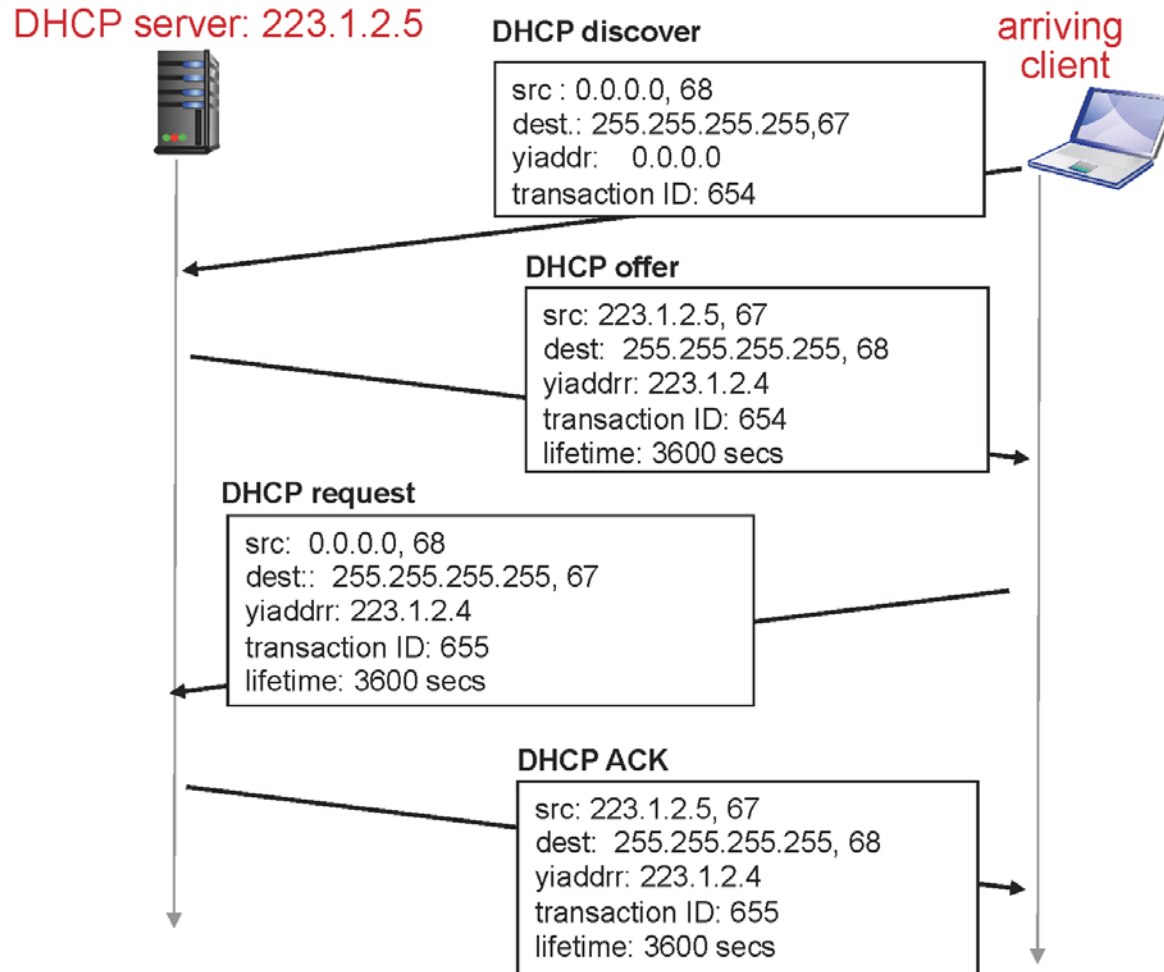 DHCP server: 223.1.2.5
arriving
client
DHCP discover
src : 0.0.0.0, 68
dest.: 255.255.255.255,67
yiaddr: 0.0.0.0
transaction ID: 654
DHCP offer
src: 223.1.2.5, 67
dest: 255.255.255.255, 68
yiaddrr: 223.1.2.4
transaction ID: 654
lifetime: 3600 secs
DHCP request
src: 0.0.0.0, 68
dest:: 255.255.255.255, 67
yiaddrr: 223.1.2.4
transaction ID: 655
lifetime: 3600 secs
DHCP ACK
src: 223.1.2.5, 67
dest: 255.255.255.255, 68
yiaddrr: 223.1.2.4
transaction ID: 655
lifetime: 3600 secs